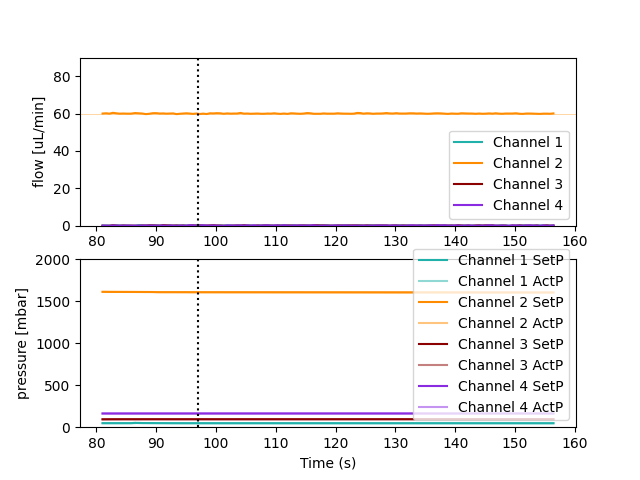 flow [uL/min]
80
60
40
20
0
Channel 1
Channel 2
Channel 3
Channel 4
80 90 100 110 120 130 140 150 160
pressure [mbar]
2000
1500
1000
500
0
Channel 1 SetP
Channel 1 ActP
Channel 2 SetP
Channel 2 ActP
Channel 3 SetP
Channel 3 ActP
Channel 4 SetP
Channel 4 ActP
80 90 100 110 120 130 140 150 160
Time (s)